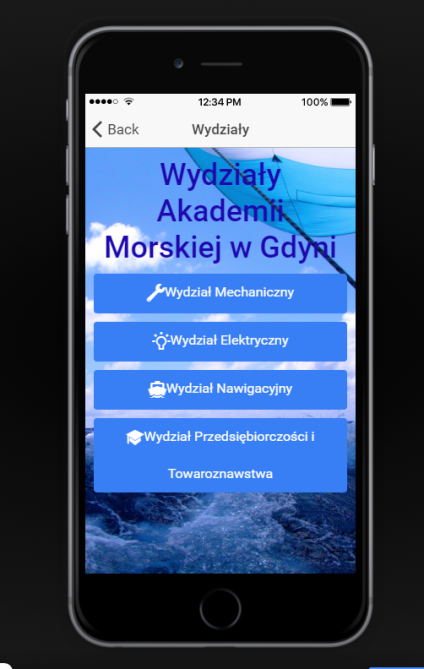 12:34 PM 100%
Back Wydziały
Wydziały
Akademii
Morskiej w Gdyni
Wydział Mechaniczny
Wydział Elektryczny
Wydział Nawigacyjny
Wydział Przedsiębiorczości i
Towaroznawstwa